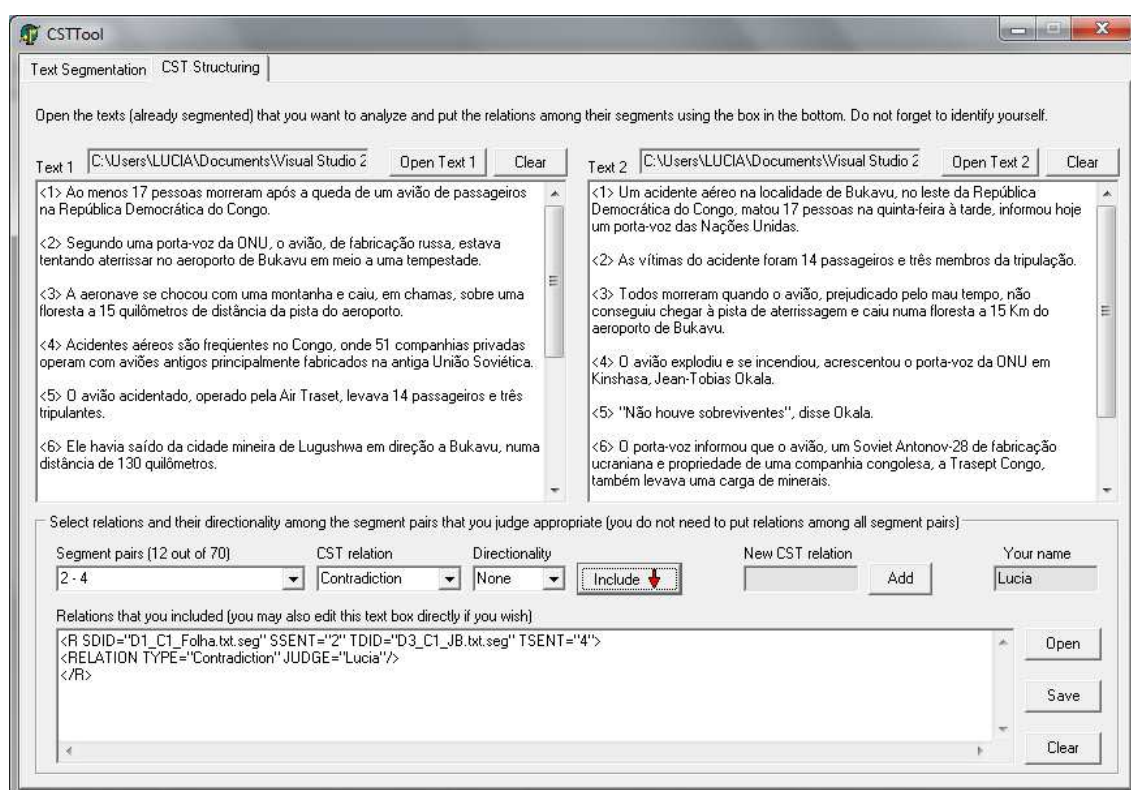 CSTTool
Text Segmentation
CST Structuring
Open the texts (already segmented) that you want to analyze and put the relations among their segments using the box in the bottom. Do not forget to identify yourself.
Text 1
C:\Users\LUCIA\Documents\Visual Studio 2
Open Text 1
Clear
<1> Ao menos 17 pessoas morreram após a queda de um avião de passageiros
na República Democrática do Congo.
<2> Segundo uma porta-voz da ONU, o avião, de fabricação russa, estava
tentando aterrissar no aeroporto de Bukavu em meio a uma tempestade.
<3> A aeronave se chocou com uma montanha e caiu, em chamas, sobre uma
floresta a 15 quilômetros de distância da pista do aeroporto.
<4> Acidentes aéreos são freqüentes no Congo, onde 51 companhias privadas
operam com aviões antigos principalmente fabricados na antiga União Soviética.
<5> O avião acidentado, operado pela Air Traset, levava 14 passageiros e três
tripulantes.
<6> Ele havia saído da cidade mineira de Lugushwa em direção a Bukavu, numa
distância de 130 quilômetros.
Text 2
C:\Users\LUCIA\Documents\Visual Studio 2
Open Text 2
Clear
<1> Um acidente aéreo na localidade de Bukavu, no leste da República
Democrática do Congo, matou 17 pessoas na quinta-feira à tarde, informou hoje
um porta-voz das Nações Unidas.
<2> As vítimas do acidente foram 14 passageiros e três membros da tripulação.
<3> Todos morreram quando o avião, prejudicado pelo mau tempo, não
conseguiu chegar à pista de aterrissagem e caiu numa floresta a 15 Km do
aeroporto de Bukavu.
<4> O avião explodiu e se incendiou, acrescentou o porta-voz da ONU em
Kinshasa, Jean-Tobias Okala.
<5> "Não houve sobreviventes", disse Okala.
<6> O porta-voz informou que o avião, um Soviet Antonov-28 de fabricação
ucraniana e propriedade de uma companhia congolesa, a Trasept Congo,
também levava uma carga de minerais.
Select relations and their directionality among the segment pairs that you judge appropriate (you do not need to put relations among all segment pairs)
Segment pairs (12 out of 70)
CST relation
Directionality
New CST relation
Your name
2 - 4
Contradiction
None
Include
Add
Lucia
Relations that you included (you may also edit this text box directly if you wish)
<R SDID="D1_C1_Folha.txt.seg" SSENT="2" TDID="D3_C1_JB.txt.seg" TSENT="4">
<RELATION TYPE="Contradiction" JUDGE="Lucia"/>
</R>
Open
Save
Clear